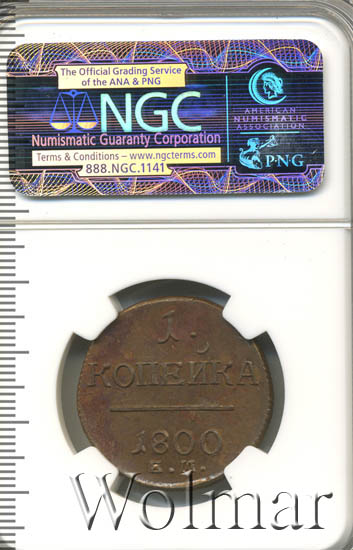 The Official Grading Service
of the ANA & PNG
NGC
Numismatic Guaranty Corporation
Terms & Conditions – www.ngcterms.com
888.NGC.1141
AMERICAN
NUMISMATIC
ASSOCIATION
PNG
1.
КОПЕИКА
1800
Е.М.
Wolmar